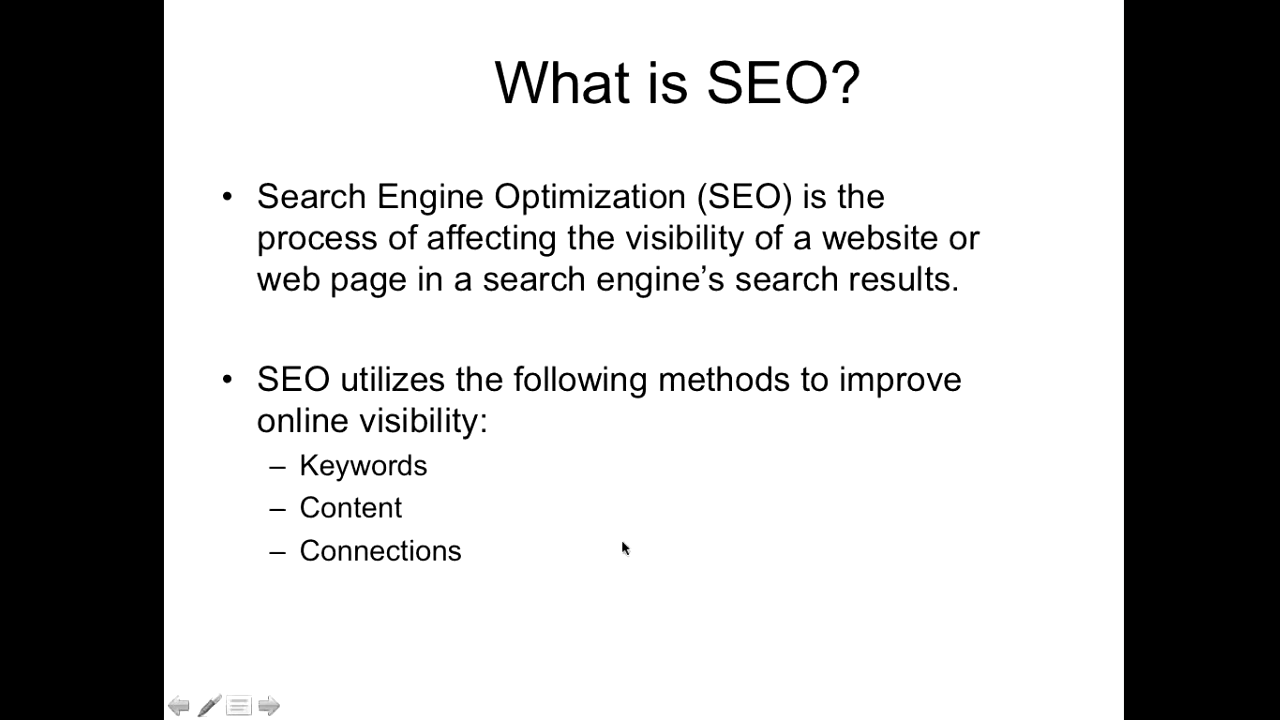 What is SEO?
• Search Engine Optimization (SEO) is the
process of affecting the visibility of a website or
web page in a search engine’s search results.
• SEO utilizes the following methods to improve
online visibility:
– Keywords
– Content
– Connections